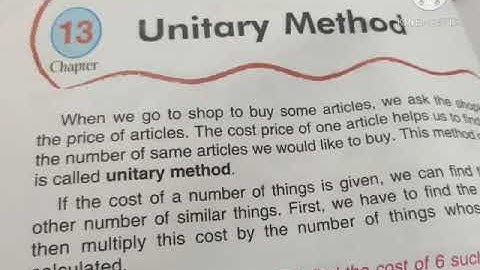 13
Chapter
Unitary Method
When we go to shop to buy some articles, we ask the
the price of articles. The cost price of one article helps us to find
the number of same articles we would like to buy. This method
is called unitary method.
If the cost of a number of things is given, we can find
other number of similar things. First, we have to find the
then multiply this cost by the number of things whos
calculated.
the cost of 6 suc